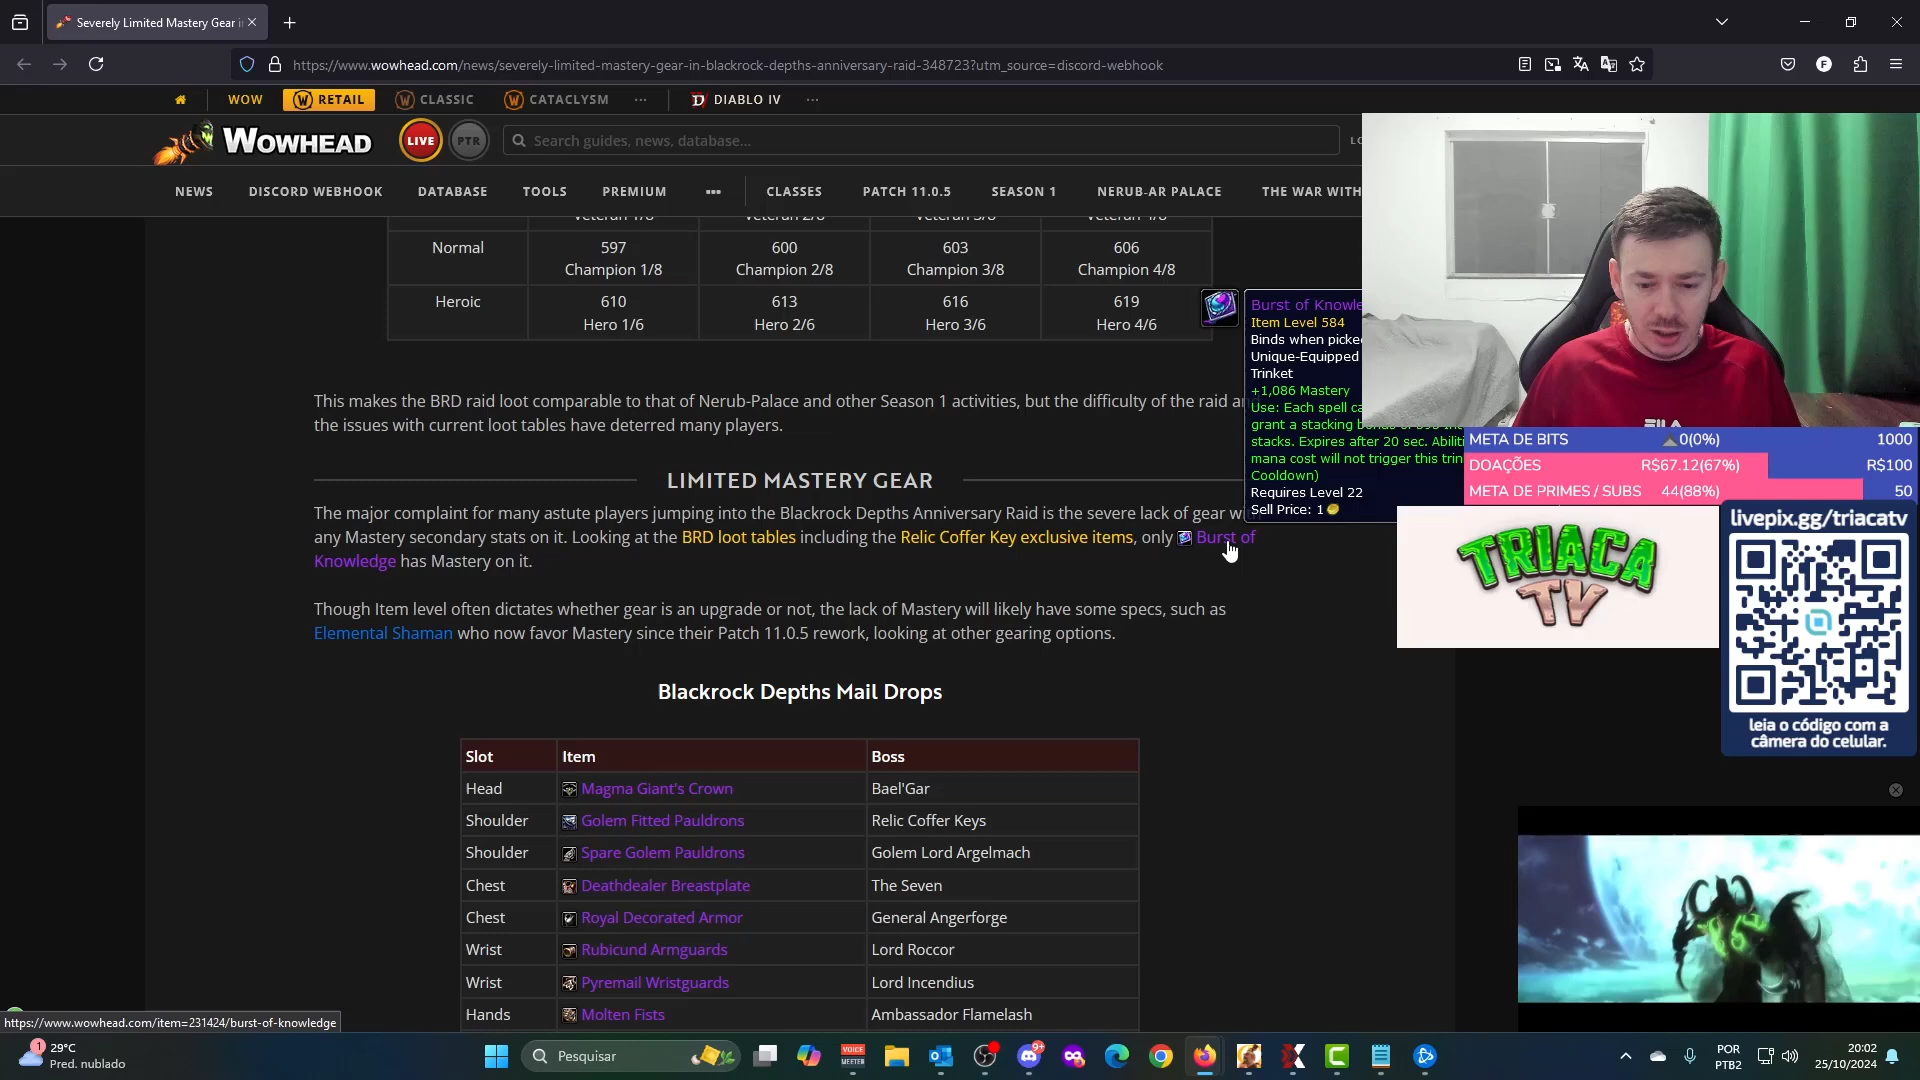 Severely Limited Mastery Gear i
https://www.wowhead.com/news/severely-limited-mastery-gear-in-blackrock-depths-anniversary-raid-348723?utm_source=discord-webhook
WOW
RETAIL
CLASSIC
CATACLYSM
DIABLO IV
WOWHEAD
LIVE
PTR
Search guides, news, database...
NEWS
DISCORD WEBHOOK
DATABASE
TOOLS
PREMIUM
CLASSES
PATCH 11.0.5
SEASON 1
NERUB-AR PALACE
THE WAR WITH
Veteran 1/8 Veteran 2/8 Veteran 3/8 Veteran 4/8
Normal 597 600 603 606
Champion 1/8 Champion 2/8 Champion 3/8 Champion 4/8
Heroic 610 613 616 619
Hero 1/6 Hero 2/6 Hero 3/6 Hero 4/6
Burst of Knowle
Item Level 584
Binds when picke
Unique-Equipped
Trinket
+1,086 Mastery
Use: Each spell ca
grant a stacking
stacks. Expires after 20 sec. Abiliti
mana cost will not trigger this trin
Cooldown)
Requires Level 22
Sell Price: 1
This makes the BRD raid loot comparable to that of Nerub-Palace and other Season 1 activities, but the difficulty of the raid
the issues with current loot tables have deterred many players.
LIMITED MASTERY GEAR
The major complaint for many astute players jumping into the Blackrock Depths Anniversary Raid is the severe lack of gear
any Mastery secondary stats on it. Looking at the BRD loot tables including the Relic Coffer Key exclusive items, only Burst of
Knowledge has Mastery on it.
Though Item level often dictates whether gear is an upgrade or not, the lack of Mastery will likely have some specs, such as
Elemental Shaman who now favor Mastery since their Patch 11.0.5 rework, looking at other gearing options.
Blackrock Depths Mail Drops
Slot Item Boss
Head Magma Giant's Crown Bael'Gar
Shoulder Golem Fitted Pauldrons Relic Coffer Keys
Shoulder Spare Golem Pauldrons Golem Lord Argelmach
Chest Deathdealer Breastplate The Seven
Chest Royal Decorated Armor General Angerforge
Wrist Rubicund Armguards Lord Roccor
Wrist Pyremail Wristguards Lord Incendius
Hands Molten Fists Ambassador Flamelash
META DE BITS 0(0%) 1000
DOAÇÕES R$67.12(67%) R$100
META DE PRIMES / SUBS 44(88%) 50
TRIACA
TV
livepix.gg/triacatv
leia o código com a
câmera do celular.
https://www.wowhead.com/item=231424/burst-of-knowledge
1
29°C
Pred. nublado
Pesquisar
VOICE
MEETER
9+
POR
PTB2
20:02
25/10/2024